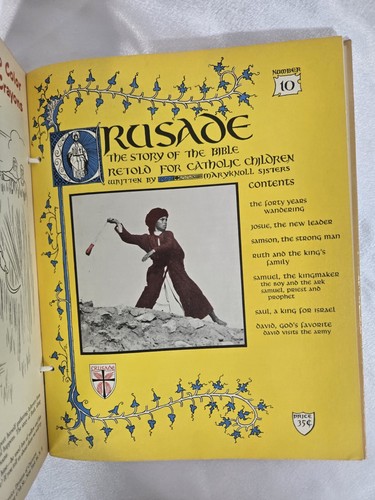 to Color
Crayons
NUMBER
10
CRUSADE
THE STORY OF THE BIBLE
RETOLD FOR CATHOLIC CHILDREN
WRITTEN BY MARYKNOLL SISTERS
CONTENTS
THE FORTY YEARS
WANDERING
JOSUE, THE NEW LEADER
SAMSON, THE STRONG MAN
RUTH AND THE KING'S
FAMILY
SAMUEL, THE KINGMAKER
THE BOY AND THE ARK
SAMUEL, PRIEST AND
PROPHET
SAUL, A KING FOR ISRAEL
DAVID, GOD'S FAVORITE
DAVID VISITS THE ARMY
CRUSADE
PRICE
35¢